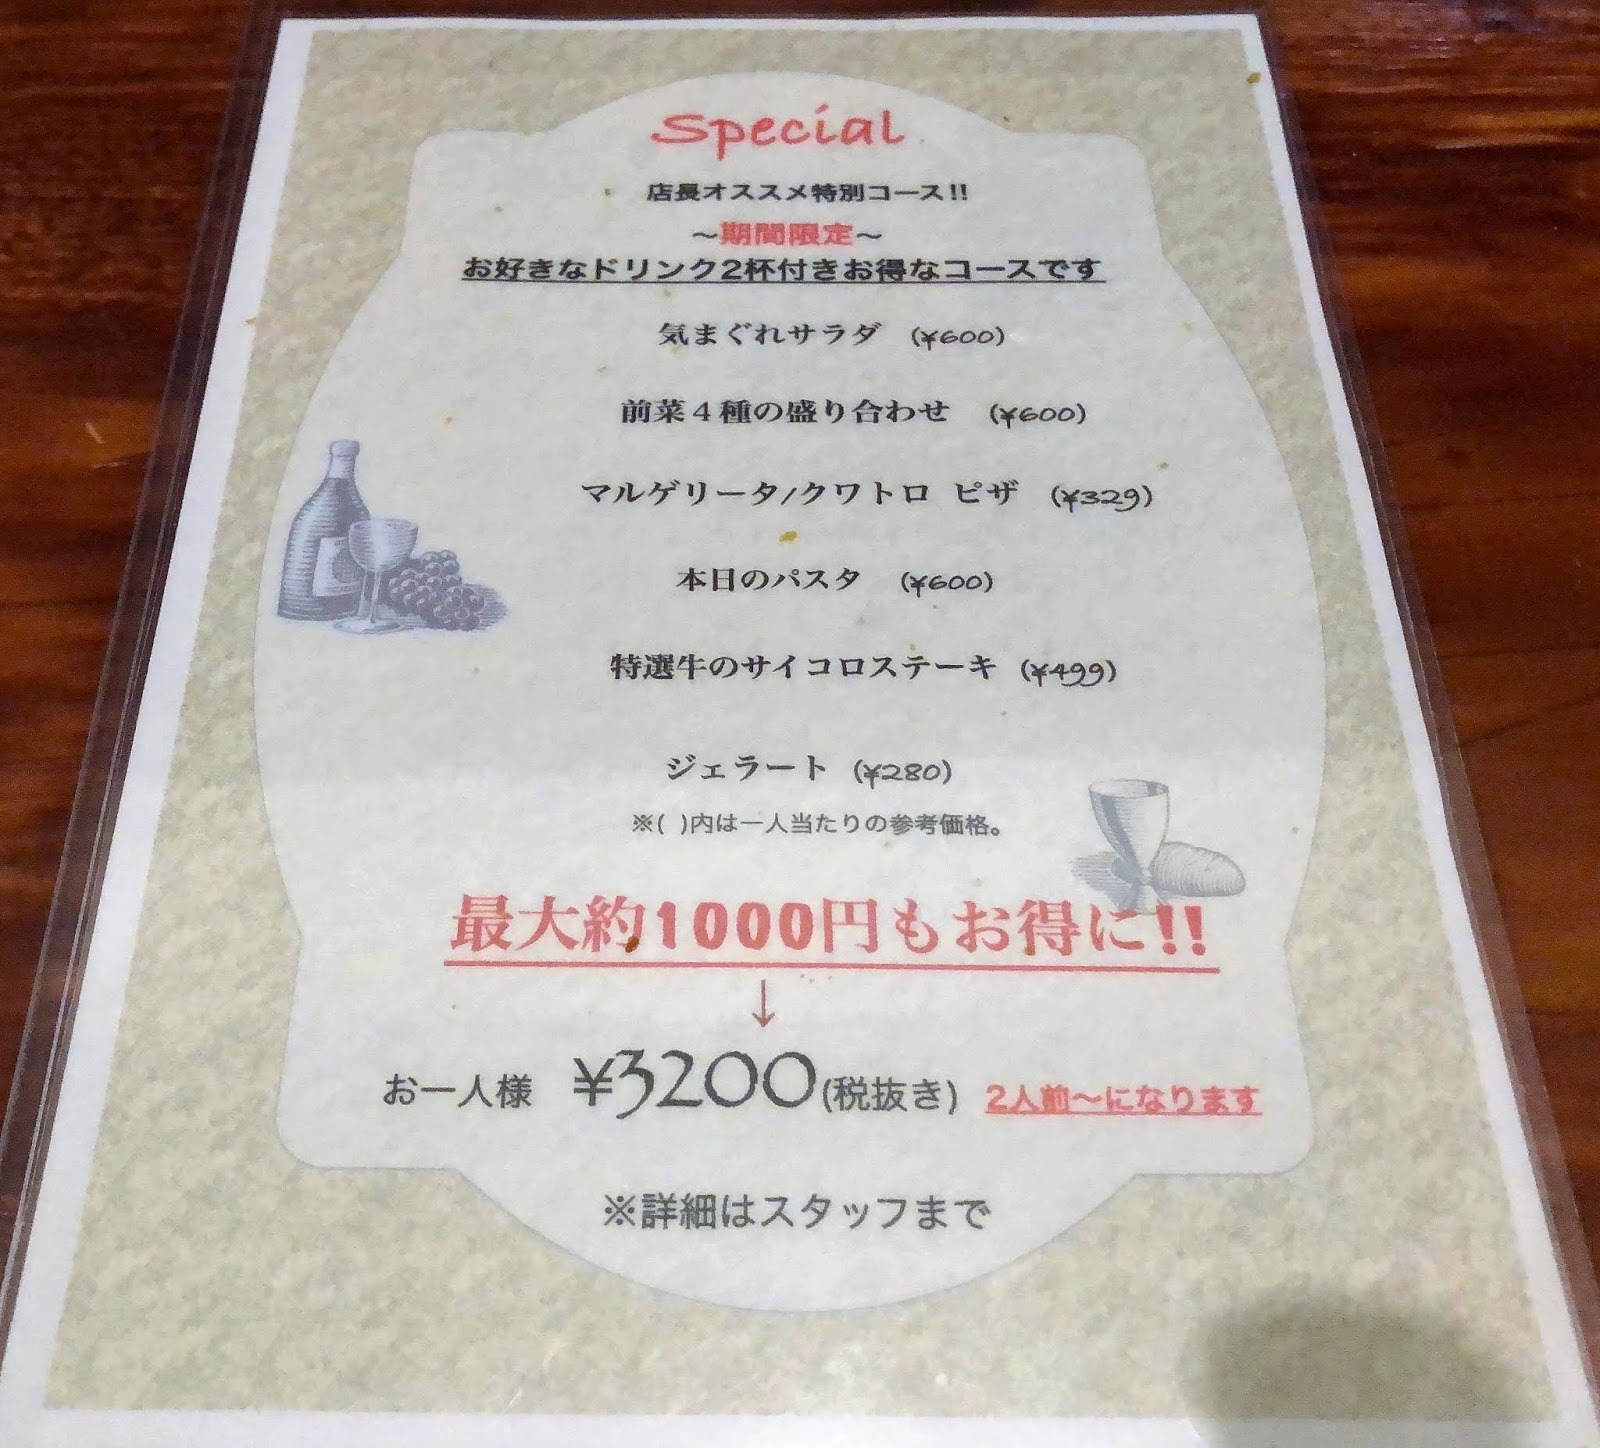 Special
店長オススメ特別コース!!
～期間限定～
お好きなドリンク2杯付きお得なコースです
気まぐれサラダ (¥600)
前菜４種の盛り合わせ (¥600)
マルゲリータ/クワトロ ピザ (¥329)
本日のパスタ (¥600)
特選牛のサイコロステーキ (¥499)
ジェラート (¥280)
※( )内は一人当たりの参考価格。
最大約1000円もお得に!!
↓
お一人様 ¥3200(税抜き) 2人前～になります
※詳細はスタッフまで